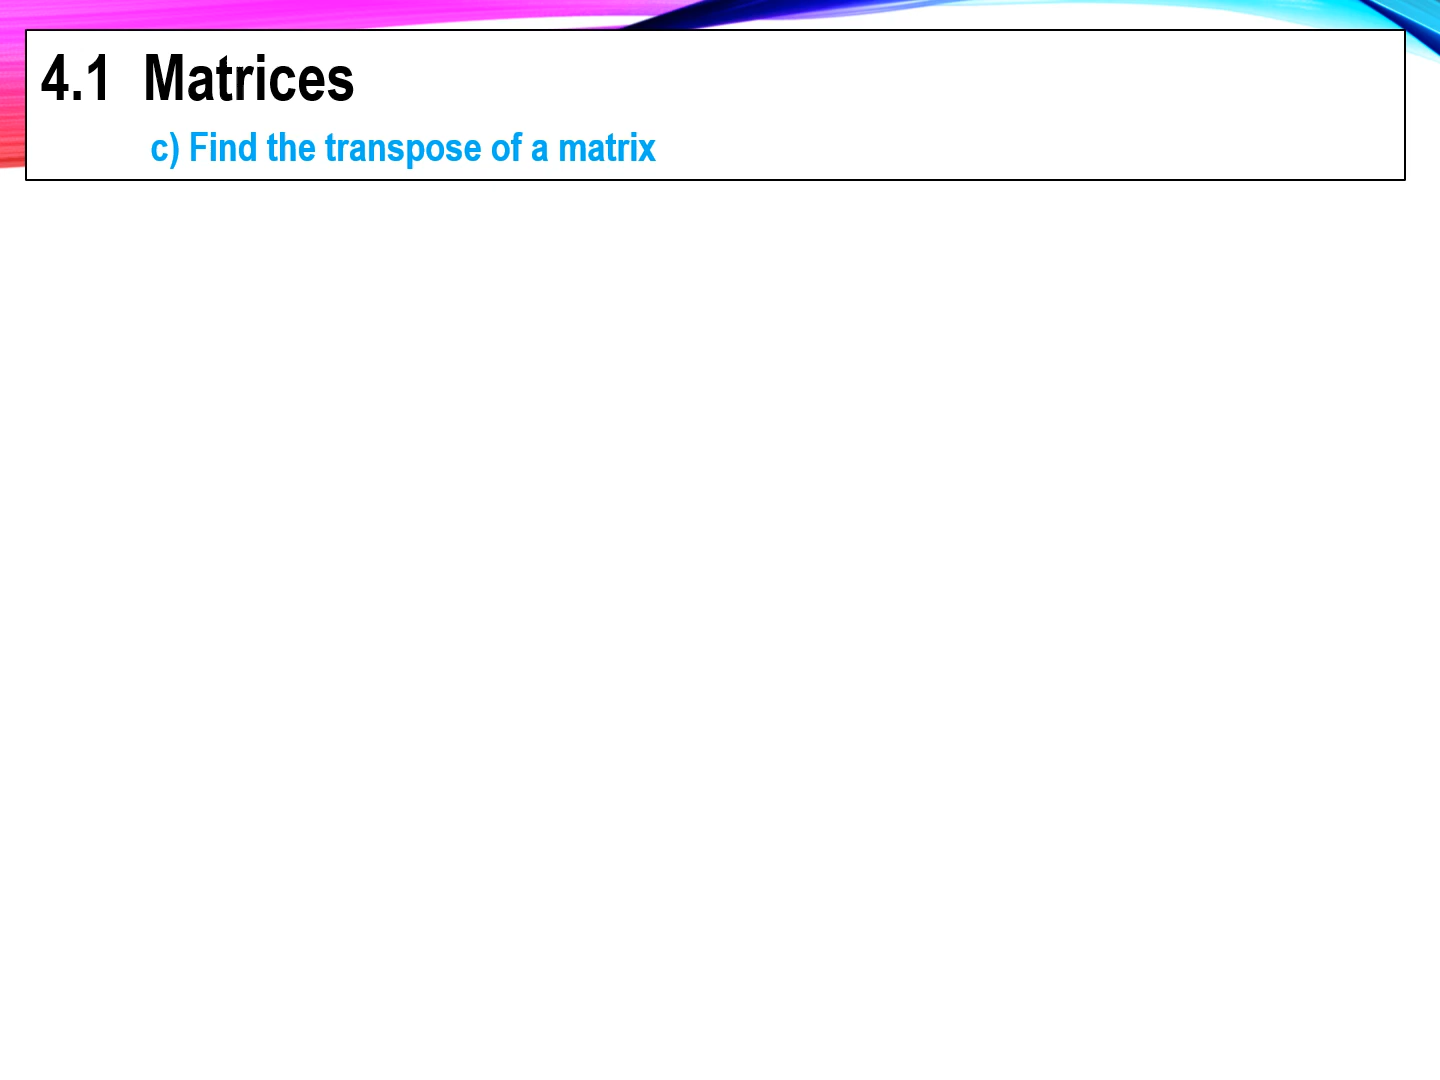 4.1 Matrices
c) Find the transpose of a matrix